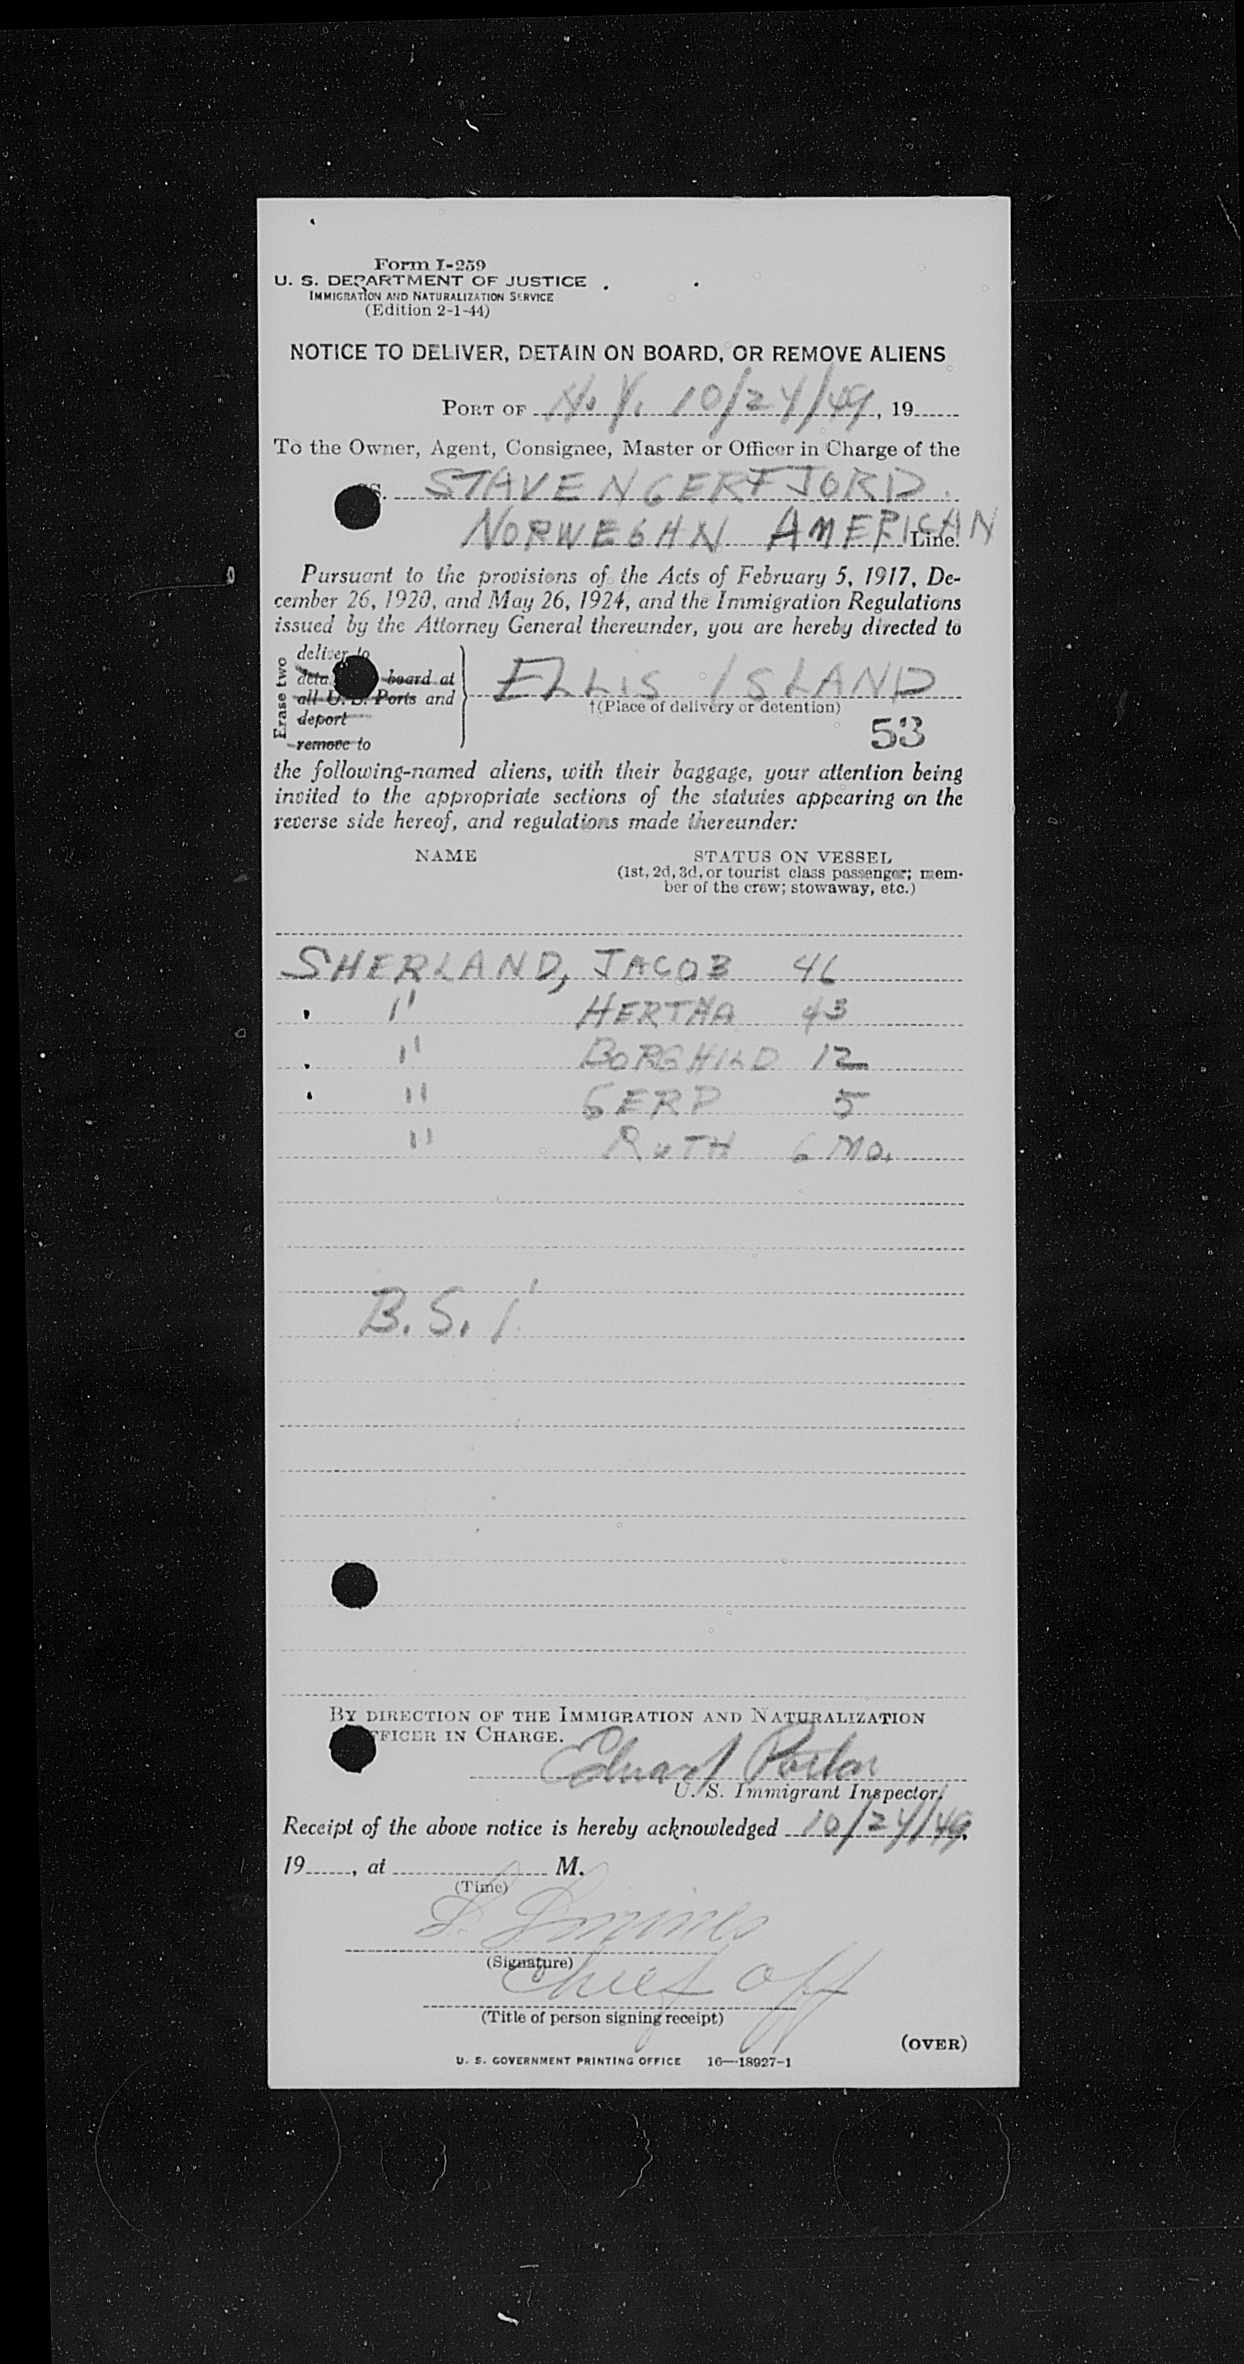 Form I-259
U. S. DEPARTMENT OF JUSTICE
IMMIGRATION AND NATURALIZATION SERVICE
(Edition 2-1-44)
NOTICE TO DELIVER, DETAIN ON BOARD, OR REMOVE ALIENS
PORT OF N.Y. 10/24/49, 19
To the Owner, Agent, Consignee, Master or Officer in Charge of the
SS. STAVENGERFJORD
NORWEGHN AMERICAN Line.
Pursuant to the provisions of the Acts of February 5, 1917, De-
cember 26, 1920, and May 26, 1924, and the Immigration Regulations
issued by the Attorney General thereunder, you are hereby directed to
Erase two
deliver to
board at
all U. S. Ports and
deport
remove to
ELLIS ISLAND
†(Place of delivery or detention)
53
the following-named aliens, with their baggage, your attention being
invited to the appropriate sections of the statutes appearing on the
reverse side hereof, and regulations made thereunder:
NAME STATUS ON VESSEL
(1st, 2d, 3d, or tourist class passenger; mem-
ber of the crew; stowaway, etc.)
SHERLAND, JACOB 46
" HERTHA 43
" BORGHILD 12
" GERD 5
" RUTH 6 MO.
B. S. I
BY DIRECTION OF THE IMMIGRATION AND NATURALIZATION
OFFICER IN CHARGE.
U. S. Immigrant Inspector.
Receipt of the above notice is hereby acknowledged 10/24/49,
19, at M.
(Time)
(Signature)
Chief Off
(Title of person signing receipt)
(OVER)
U. S. GOVERNMENT PRINTING OFFICE 16—18927-1